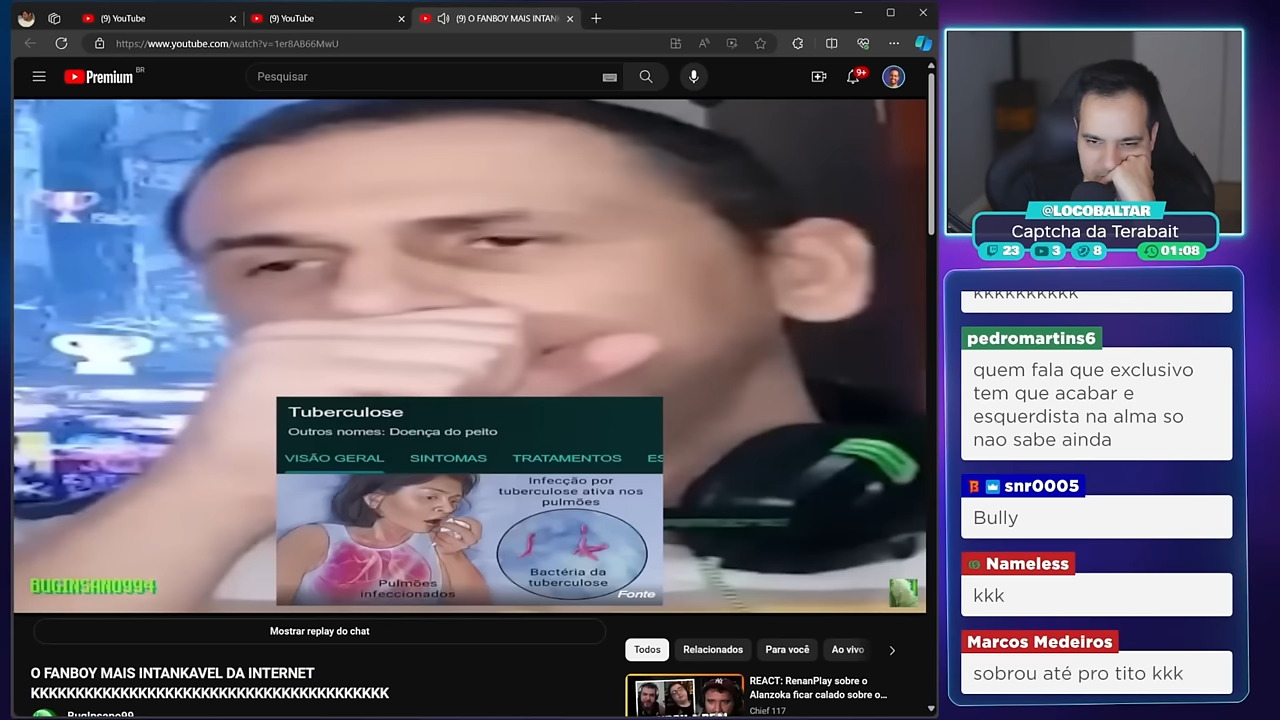 (9) YouTube
(9) YouTube
(9) O FANBOY MAIS INTAN
https://www.youtube.com/watch?v=1er8AB66MwU
Premium BR
Pesquisar
9+
Tuberculose
Outros nomes: Doença do peito
VISÃO GERAL SINTOMAS TRATAMENTOS ES
Infecção por
tuberculose ativa nos
pulmões
Bactéria da
tuberculose
Pulmões
infeccionados
Fonte
BUGINSANO994
Mostrar replay do chat
O FANBOY MAIS INTANKAVEL DA INTERNET
KKKKKKKKKKKKKKKKKKKKKKKKKKKKKKKKKKKKKKKK
BugInsano99
Todos Relacionados Para você Ao vivo
REACT: RenanPlay sobre o
Alanzoka ficar calado sobre o...
Chief 117
@LOCOBALTAR
Captcha da Terabait
23 3 8 01:08
KKKKKKKKKK
pedromartins6
quem fala que exclusivo
tem que acabar e
esquerdista na alma so
nao sabe ainda
snr0005
Bully
Nameless
kkk
Marcos Medeiros
sobrou até pro tito kkk